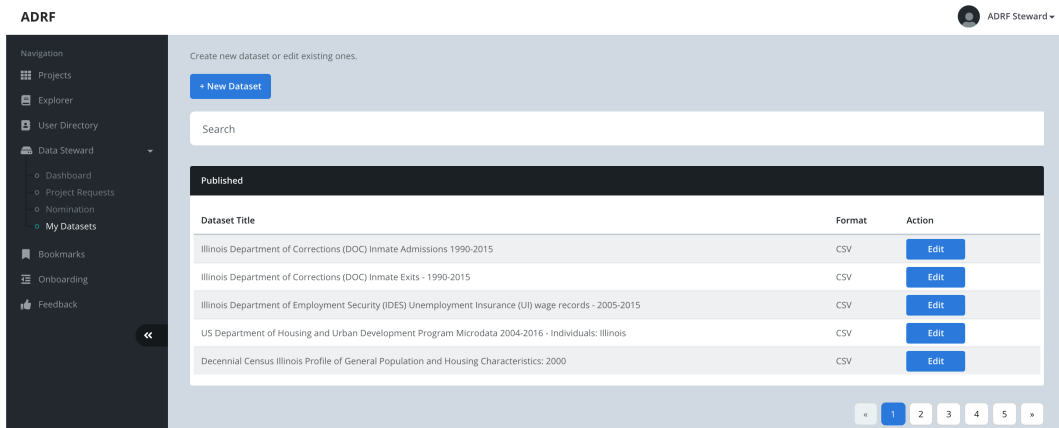 ADRF
ADRF Steward
Navigation
Projects
Explorer
User Directory
Data Steward
Dashboard
Project Requests
Nomination
My Datasets
Bookmarks
Onboarding
Feedback
«
Create new dataset or edit existing ones.
+ New Dataset
Search
Published
Dataset Title Format Action
Illinois Department of Corrections (DOC) Inmate Admissions 1990-2015 CSV Edit
Illinois Department of Corrections (DOC) Inmate Exits - 1990-2015 CSV Edit
Illinois Department of Employment Security (IDES) Unemployment Insurance (UI) wage records - 2005-2015 CSV Edit
US Department of Housing and Urban Development Program Microdata 2004-2016 - Individuals: Illinois CSV Edit
Decennial Census Illinois Profile of General Population and Housing Characteristics: 2000 CSV Edit
« 1 2 3 4 5 »